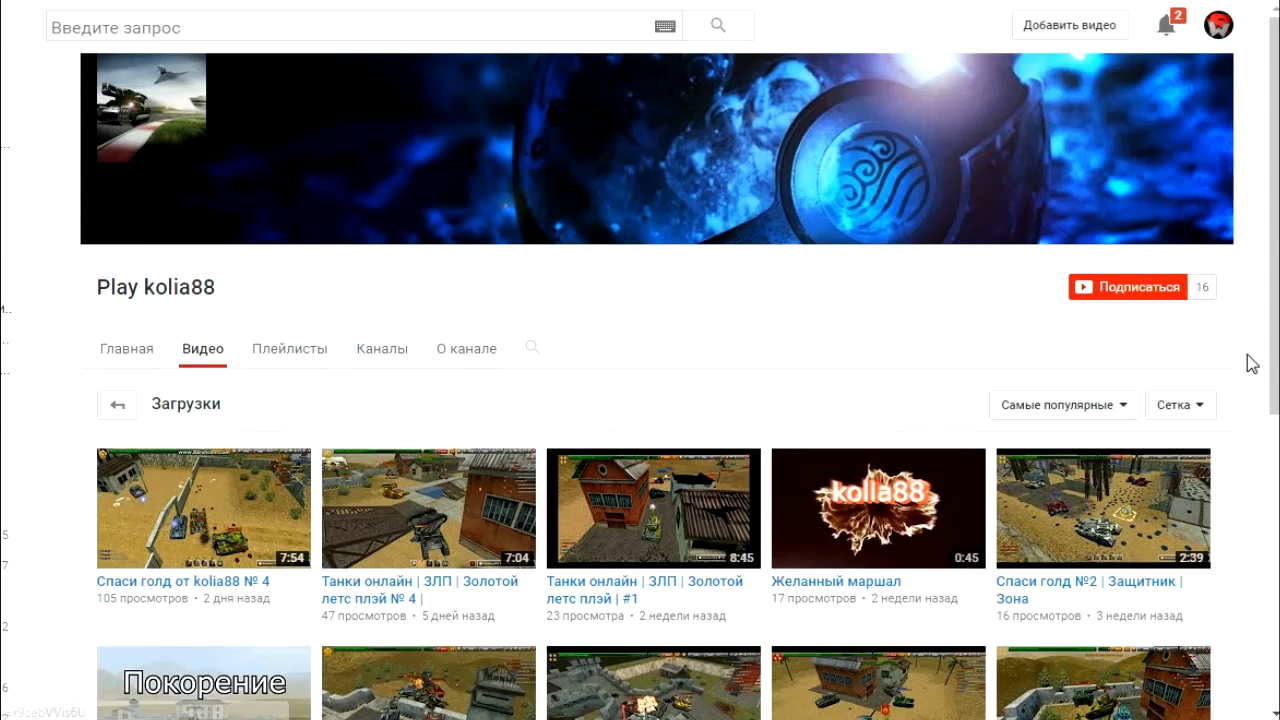 Введите запрос
Добавить видео
2
Play kolia88
Подписаться 16
Главная Видео Плейлисты Каналы О канале
Загрузки
Самые популярные Сетка
7:54
7:04
8:45
kolia88
0:45
2:39
Спаси голд от kolia88 № 4
105 просмотров • 2 дня назад
Танки онлайн | ЗЛП | Золотой
летс плэй № 4 |
47 просмотров • 5 дней назад
Танки онлайн | ЗЛП | Золотой
летс плэй | #1
23 просмотра • 2 недели назад
Желанный маршал
17 просмотров • 2 недели назад
Спаси голд №2 | Защитник |
Зона
16 просмотров • 3 недели назад
Покорение